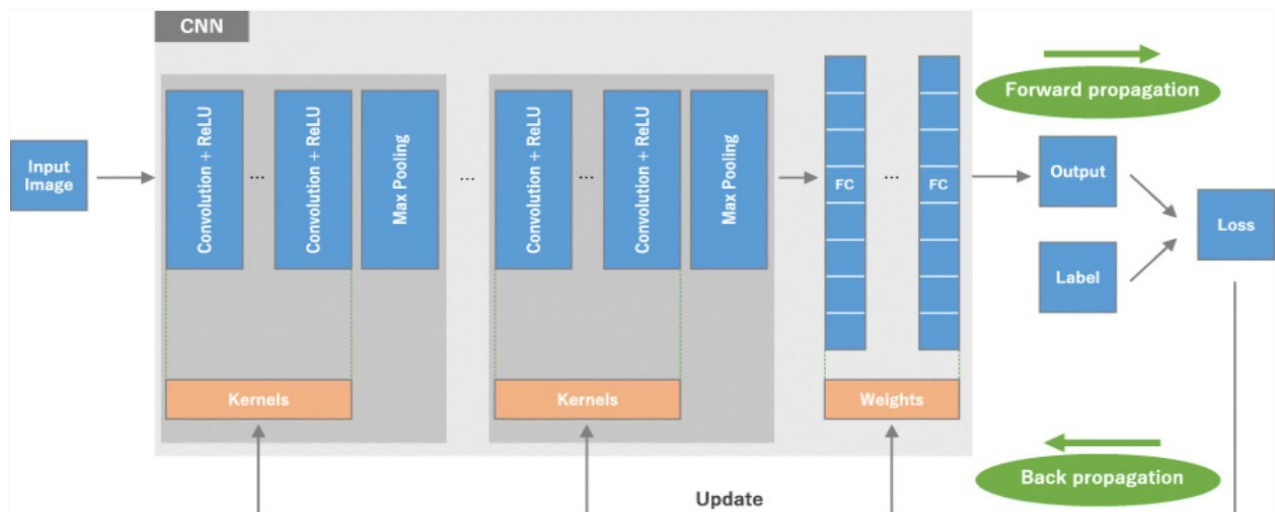 CNN
Input
Image
Convolution + ReLU
...
Convolution + ReLU
Max Pooling
...
Convolution + ReLU
...
Convolution + ReLU
Max Pooling
FC
...
FC
Kernels
Kernels
Weights
Forward propagation
Output
Label
Loss
Back propagation
Update